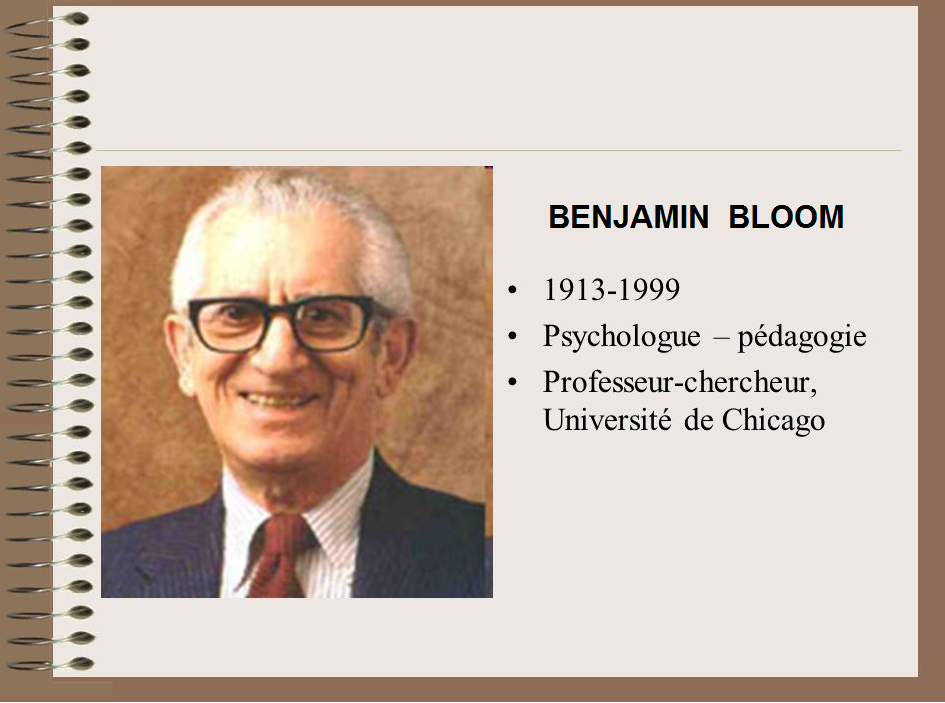 BENJAMIN BLOOM
• 1913-1999
• Psychologue – pédagogie
• Professeur-chercheur,
Université de Chicago